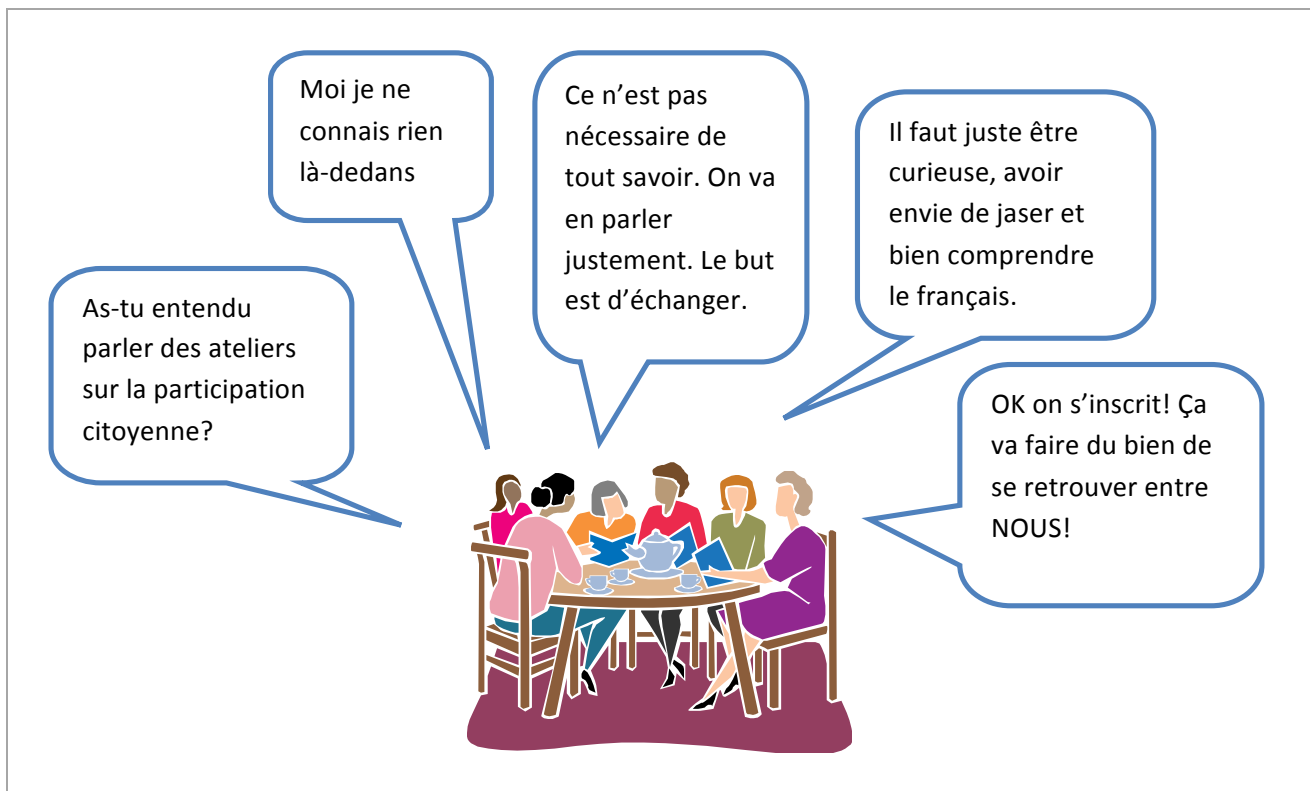 As-tu entendu
parler des ateliers
sur la participation
citoyenne?
Moi je ne
connais rien
là-dedans
Ce n’est pas
nécessaire de
tout savoir. On va
en parler
justement. Le but
est d’échanger.
Il faut juste être
curieuse, avoir
envie de jaser et
bien comprendre
le français.
OK on s’inscrit! Ça
va faire du bien de
se retrouver entre
NOUS!